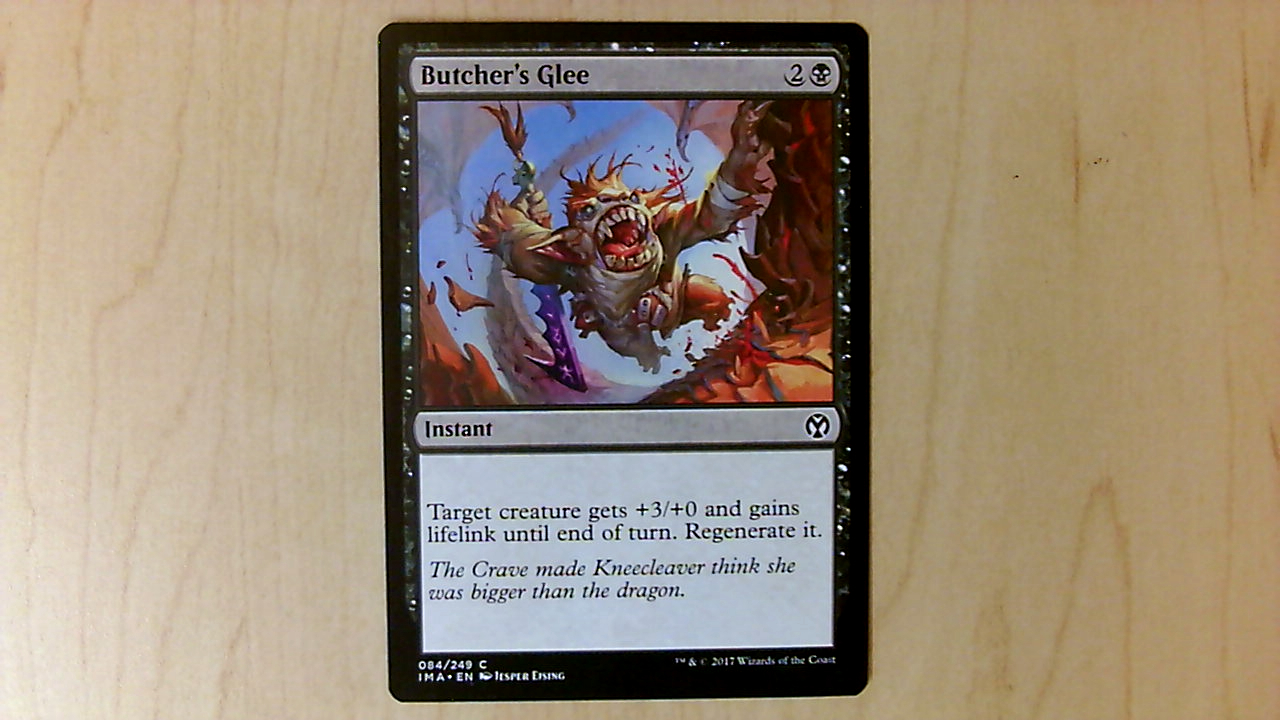 Butcher's Glee 2
Instant
Target creature gets +3/+0 and gains
lifelink until end of turn. Regenerate it.
The Crave made Kneecleaver think she
was bigger than the dragon.
084/249 C
IMA • EN Jesper Ejsing
™ & © 2017 Wizards of the Coast